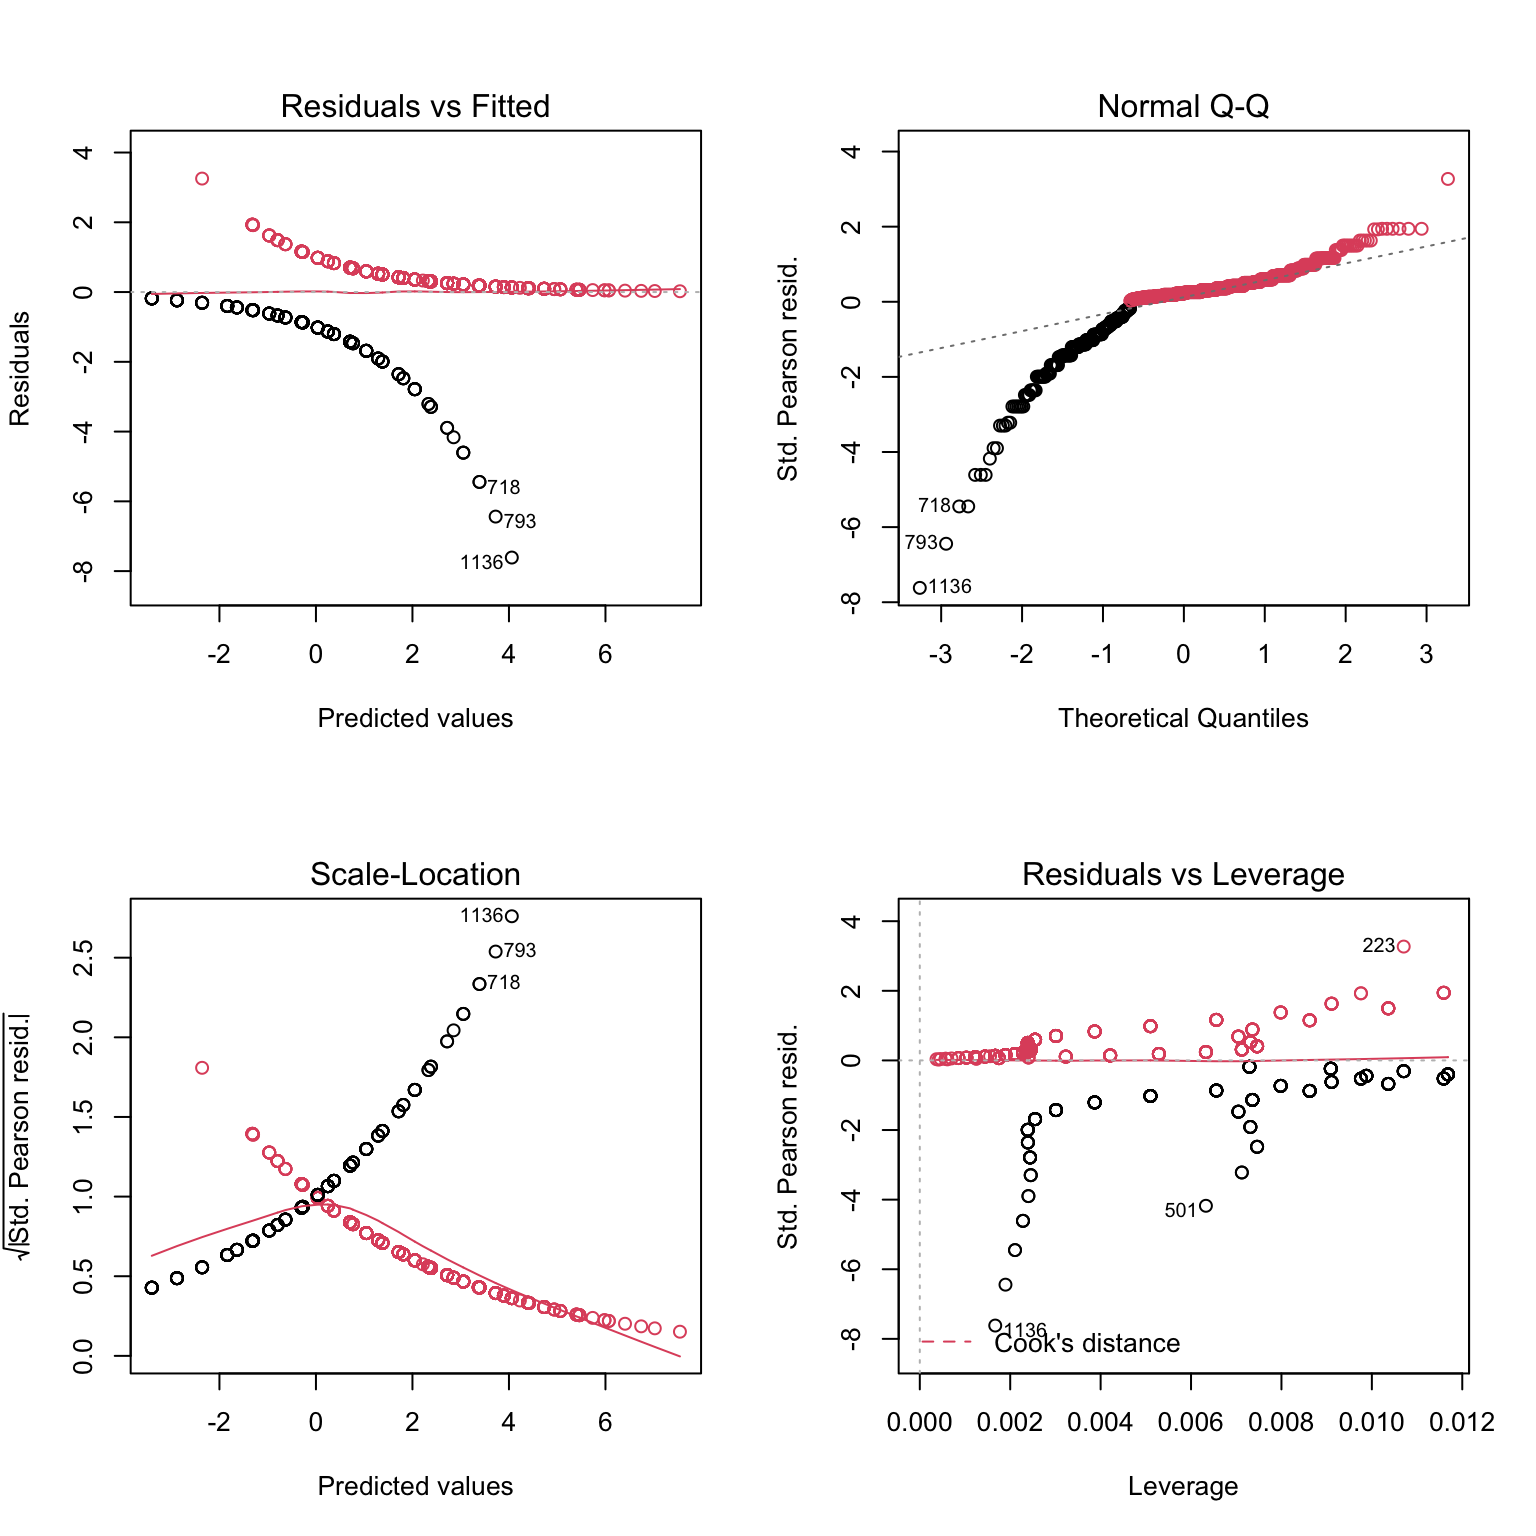 Residuals vs Fitted
4
2
0
-2
-4
-6
-8
Residuals
718
793
1136
-2 0 2 4 6
Predicted values
Normal Q-Q
4
2
0
-2
-4
-6
-8
Std. Pearson resid.
718
793
1136
-3 -2 -1 0 1 2 3
Theoretical Quantiles
Scale-Location
2.5
2.0
1.5
1.0
0.5
0.0
√|Std. Pearson resid.|
1136
793
718
-2 0 2 4 6
Predicted values
Residuals vs Leverage
4
2
0
-2
-4
-6
-8
Std. Pearson resid.
223
501
1136
Cook's distance
0.000 0.002 0.004 0.006 0.008 0.010 0.012
Leverage